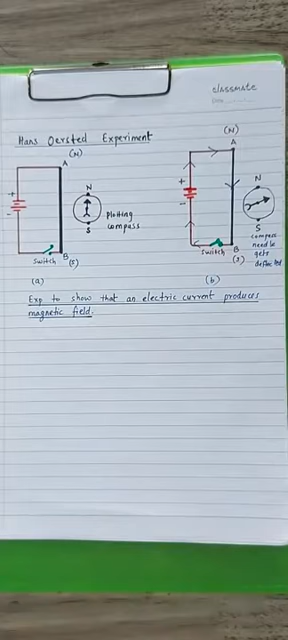 classmate
Date
Hans Oersted Experiment
(N)
A
+
-
N
S
plotting
compass
Switch
B
(S)
(a)
(N)
A
+
-
N
S
compass
needle
gets
deflected
Switch
B
(S)
(b)
Exp to show that an electric current produces
magnetic field.